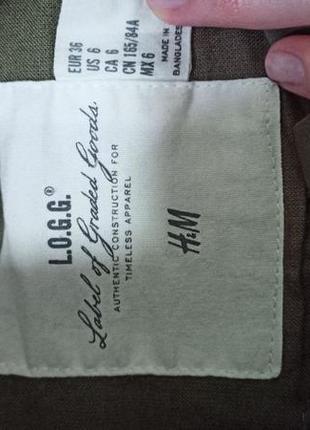 EUR 36
US 6
CA 6
CN 165/84A
MX 6
MADE IN
BANGLADES
L.O.G.G.®
Label of Graded Goods.
AUTHENTIC CONSTRUCTION FOR
TIMELESS APPAREL
H&M